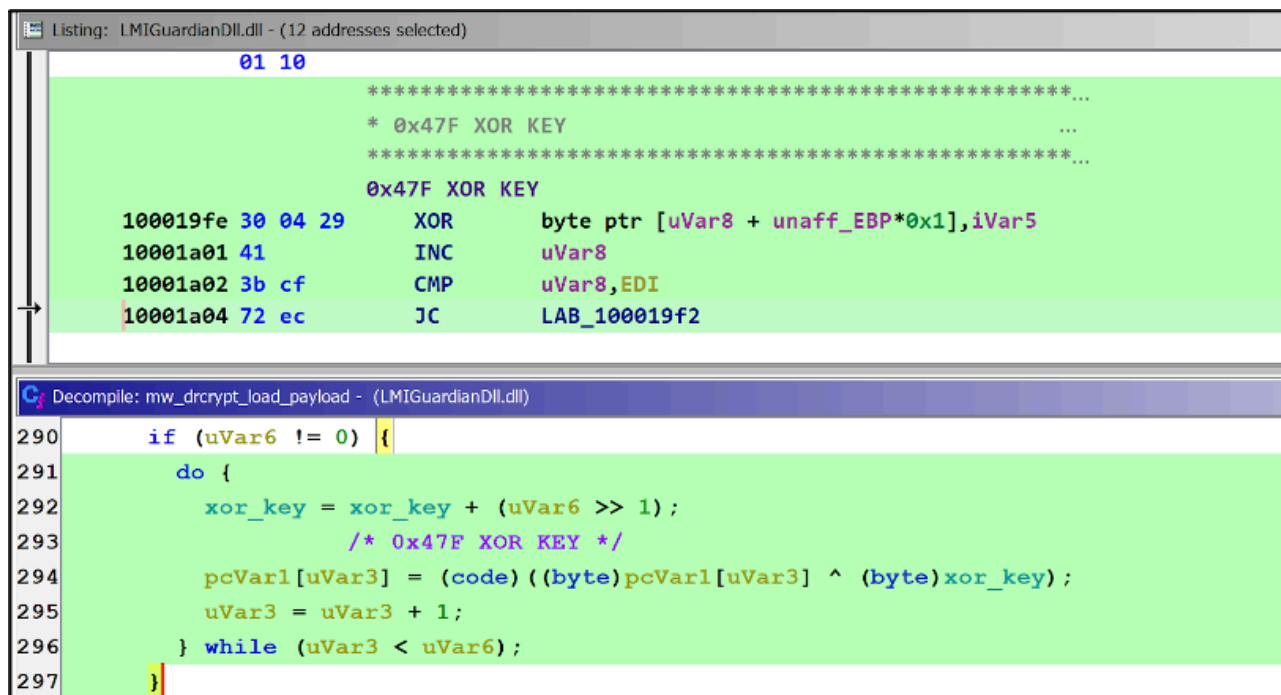 Listing: LMIGuardianDll.dll - (12 addresses selected)
01 10
*****************************************************...
* 0x47F XOR KEY ...
*****************************************************...
0x47F XOR KEY
100019fe 30 04 29 XOR byte ptr [uVar8 + unaff_EBP*0x1],iVar5
10001a01 41 INC uVar8
10001a02 3b cf CMP uVar8,EDI
10001a04 72 ec JC LAB_100019f2
Decompile: mw_drcrypt_load_payload - (LMIGuardianDll.dll)
290 if (uVar6 != 0) {
291 do {
292 xor_key = xor_key + (uVar6 >> 1);
293 /* 0x47F XOR KEY */
294 pcVar1[uVar3] = (code)((byte)pcVar1[uVar3] ^ (byte)xor_key);
295 uVar3 = uVar3 + 1;
296 } while (uVar3 < uVar6);
297 }